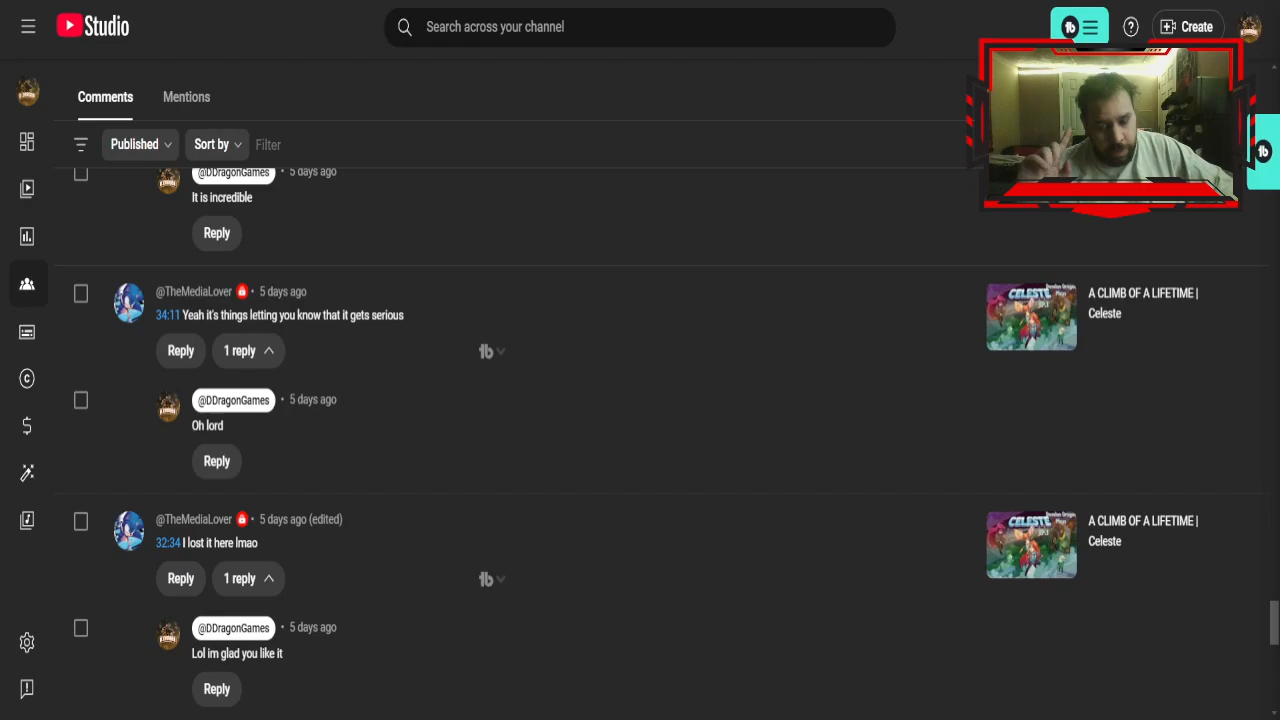 Studio
Search across your channel
Create
Comments
Mentions
Published
Sort by
Filter
@DDragonGames • 5 days ago
It is incredible
Reply
@TheMediaLover • 5 days ago
34:11 Yeah it's things letting you know that it gets serious
Reply
1 reply
A CLIMB OF A LIFETIME |
Celeste
@DDragonGames • 5 days ago
Oh lord
Reply
@TheMediaLover • 5 days ago (edited)
32:34 I lost it here lmao
Reply
1 reply
A CLIMB OF A LIFETIME |
Celeste
@DDragonGames • 5 days ago
Lol im glad you like it
Reply